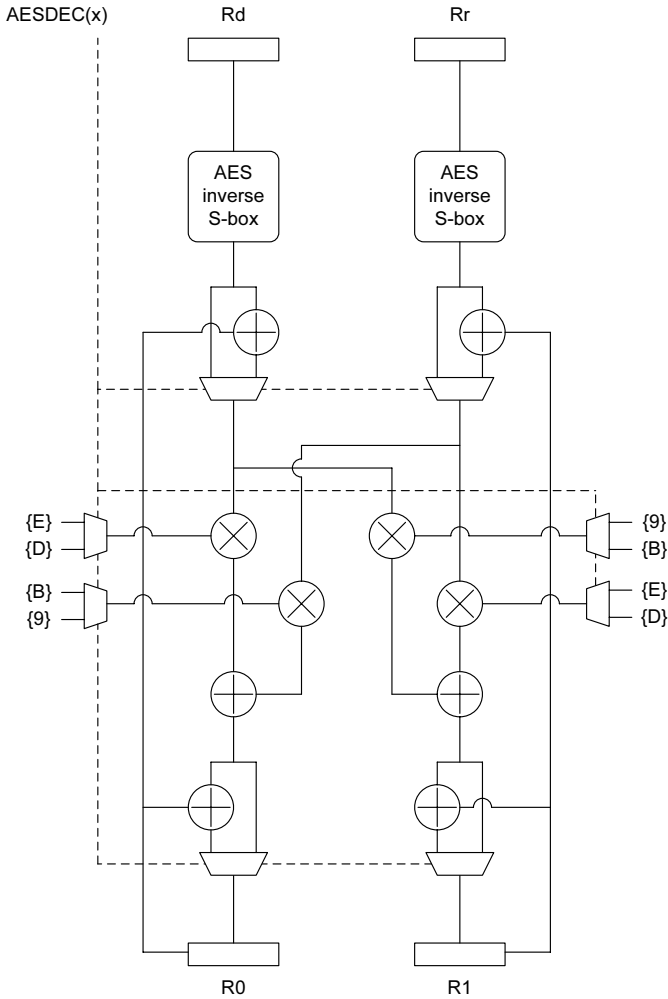 AESDEC(x) Rd Rr
AES
inverse
S-box
AES
inverse
S-box
{E}
{D}
{B}
{9}
{9}
{B}
{E}
{D}
R0 R1